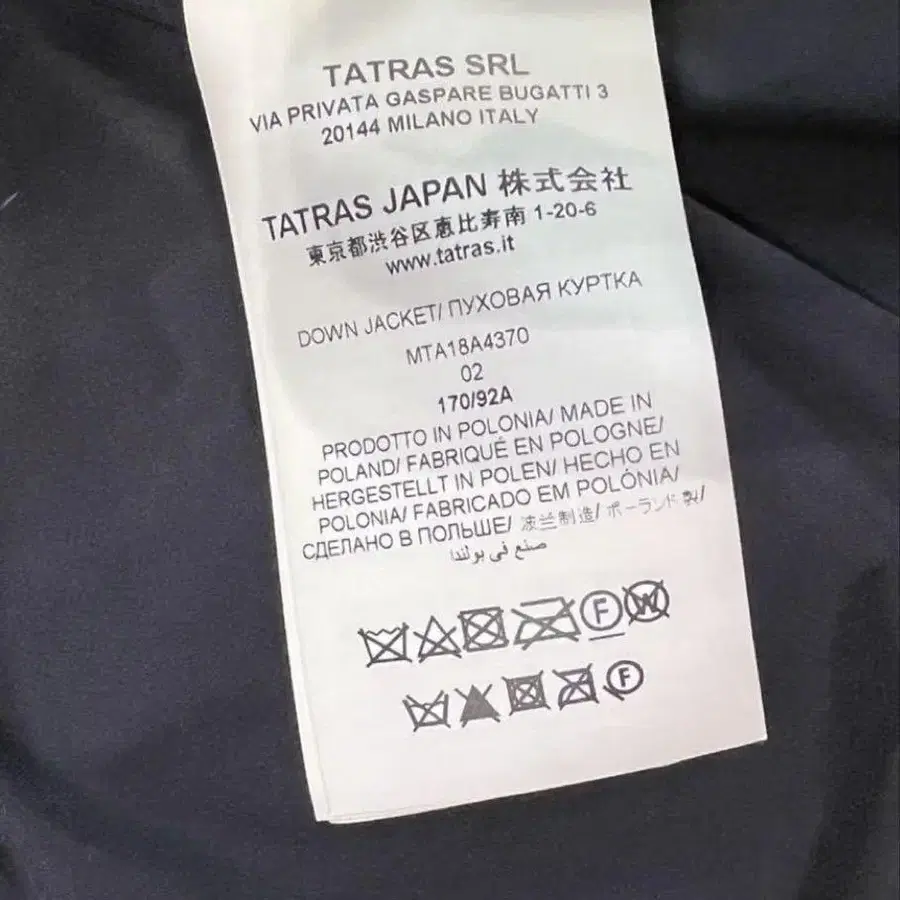 TATRAS SRL
VIA PRIVATA GASPARE BUGATTI 3
20144 MILANO ITALY
TATRAS JAPAN 株式会社
東京都渋谷区恵比寿南 1-20-6
www.tatras.it
DOWN JACKET/ ПУХОВАЯ КУРТКА
MTA18A4370
02
170/92A
PRODOTTO IN POLONIA/ MADE IN
POLAND/ FABRIQUÉ EN POLOGNE/
HERGESTELLT IN POLEN/ HECHO EN
POLONIA/ FABRICADO EM POLÓNIA/
СДЕЛАНО В ПОЛЬШЕ/ 波兰制造/ ポーランド製/
صنع في بولندا
F W
F